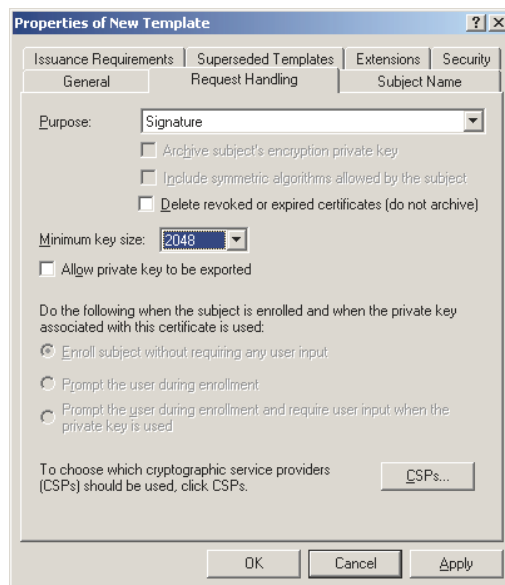 Properties of New Template
Issuance Requirements Superseded Templates Extensions Security
General Request Handling Subject Name
Purpose: Signature
Archive subject's encryption private key
Include symmetric algorithms allowed by the subject
Delete revoked or expired certificates (do not archive)
Minimum key size: 2048
Allow private key to be exported
Do the following when the subject is enrolled and when the private key
associated with this certificate is used:
Enroll subject without requiring any user input
Prompt the user during enrollment
Prompt the user during enrollment and require user input when the
private key is used
To choose which cryptographic service providers
(CSPs) should be used, click CSPs.
CSPs...
OK Cancel Apply